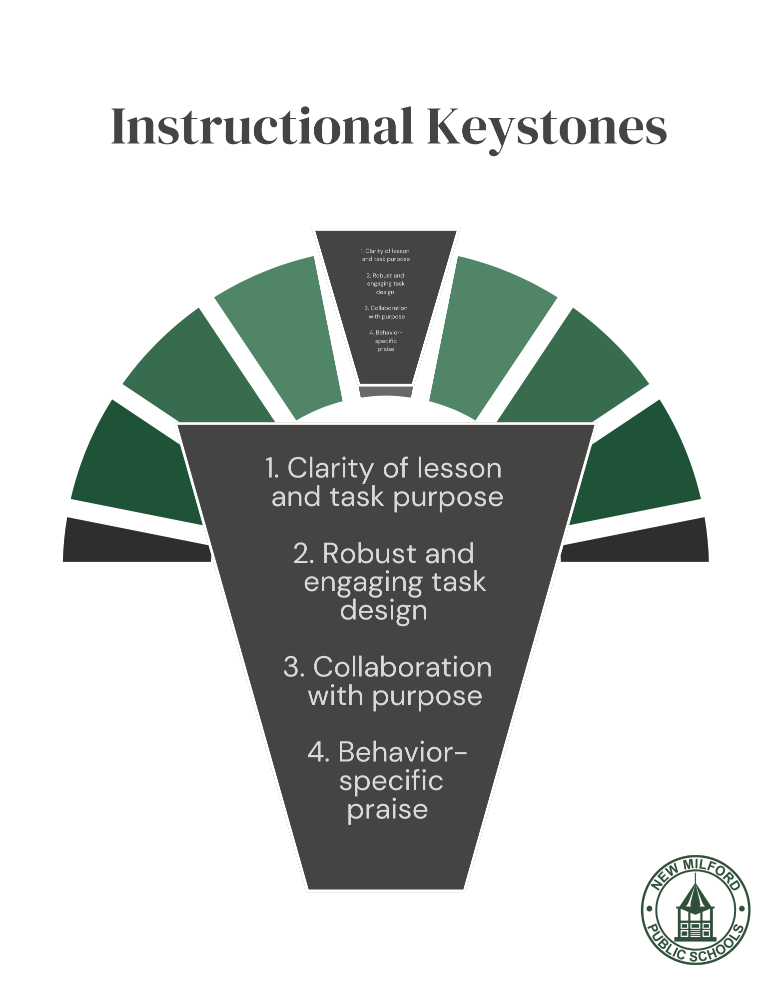 Instructional Keystones
1. Clarity of lesson
and task purpose
2. Robust and
engaging task
design
3. Collaboration
with purpose
4. Behavior-
specific
praise
1. Clarity of lesson
and task purpose
2. Robust and
engaging task
design
3. Collaboration
with purpose
4. Behavior-
specific
praise
NEW MILFORD
PUBLIC SCHOOLS